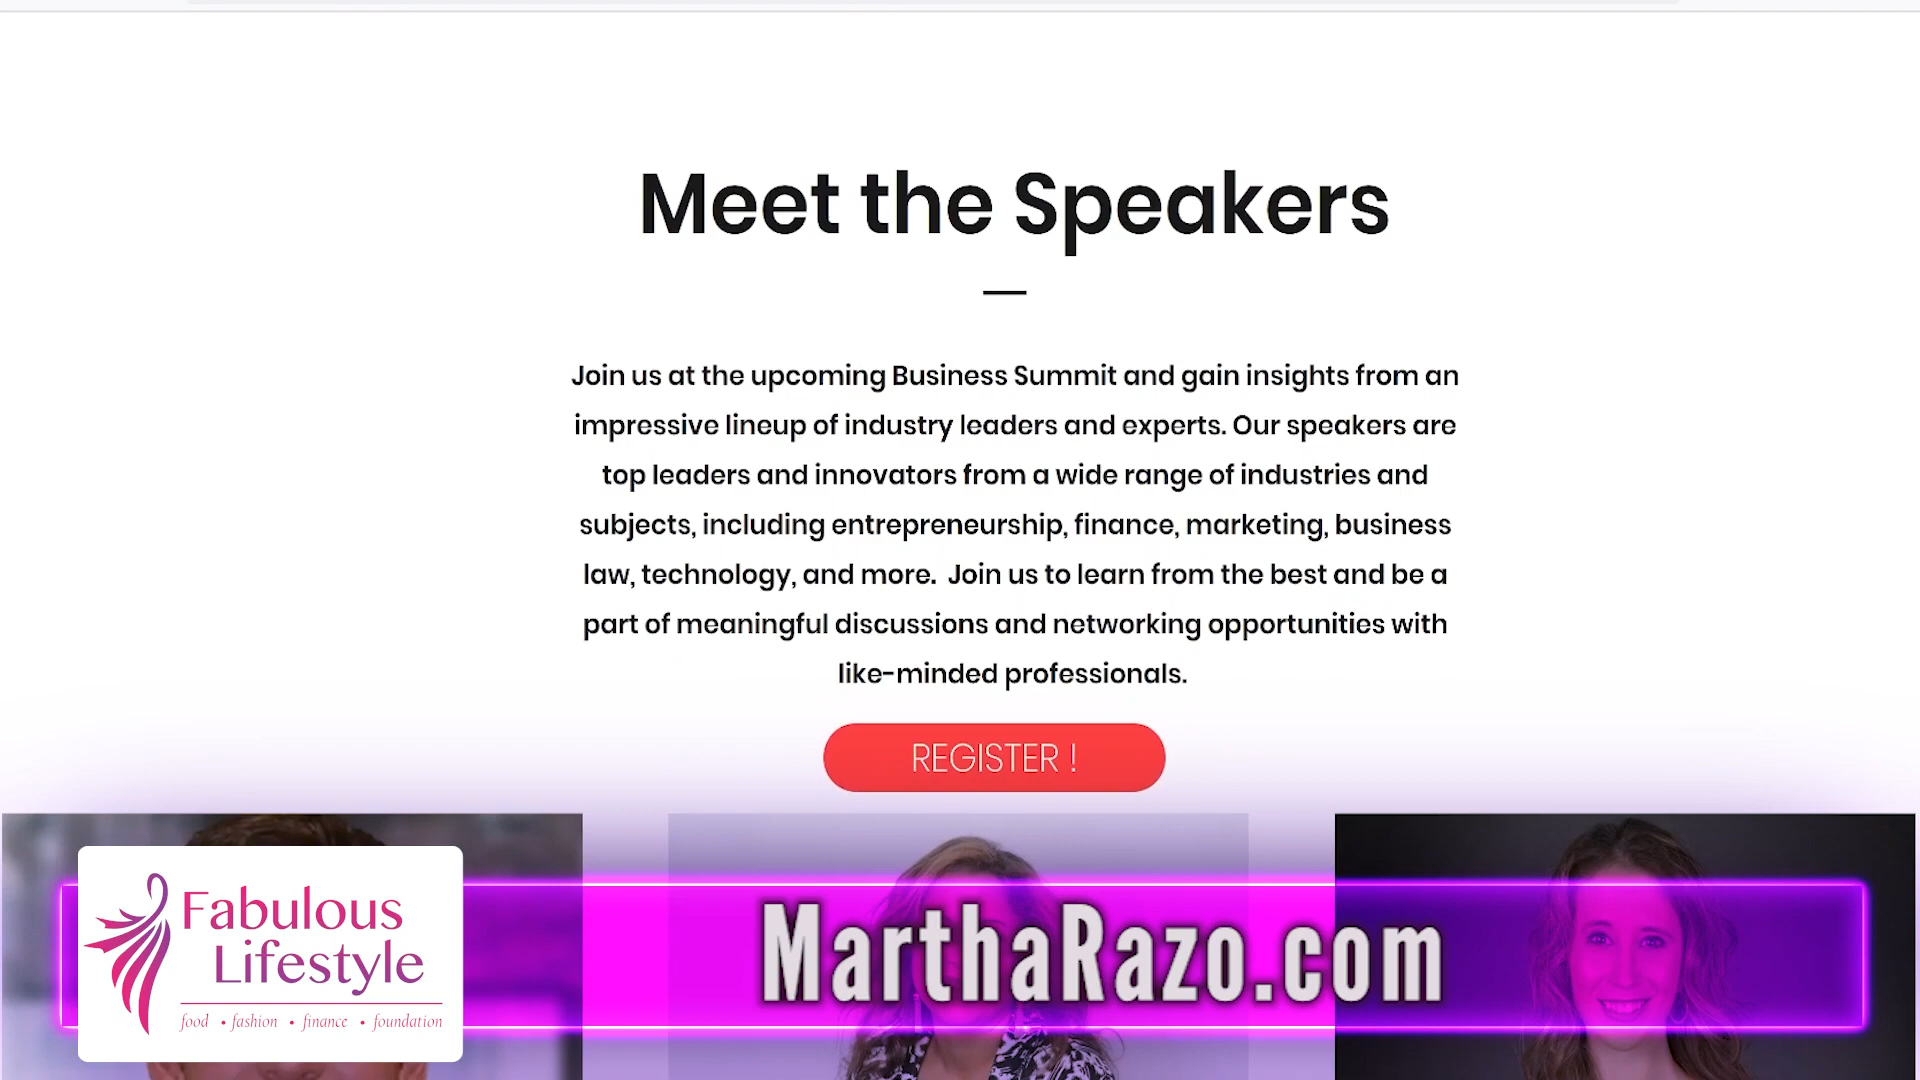 Meet the Speakers
Join us at the upcoming Business Summit and gain insights from an
impressive lineup of industry leaders and experts. Our speakers are
top leaders and innovators from a wide range of industries and
subjects, including entrepreneurship, finance, marketing, business
law, technology, and more.  Join us to learn from the best and be a
part of meaningful discussions and networking opportunities with
like-minded professionals.
REGISTER !
Fabulous
Lifestyle
food • fashion • finance • foundation
MarthaRazo.com